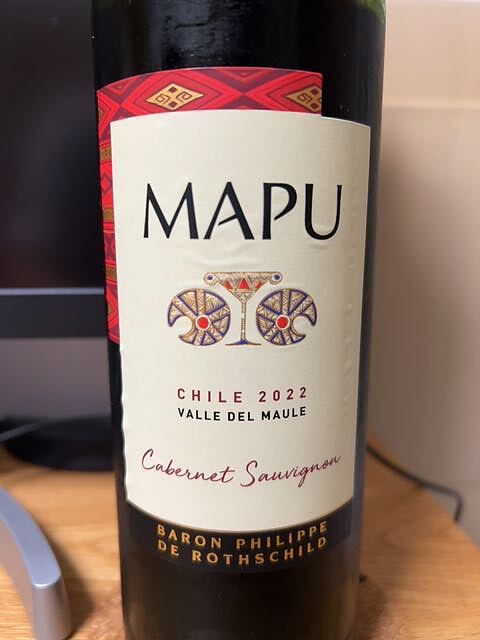 MAPU
CHILE 2022
VALLE DEL MAULE
Cabernet Sauvignon
BARON PHILIPPE
DE ROTHSCHILD